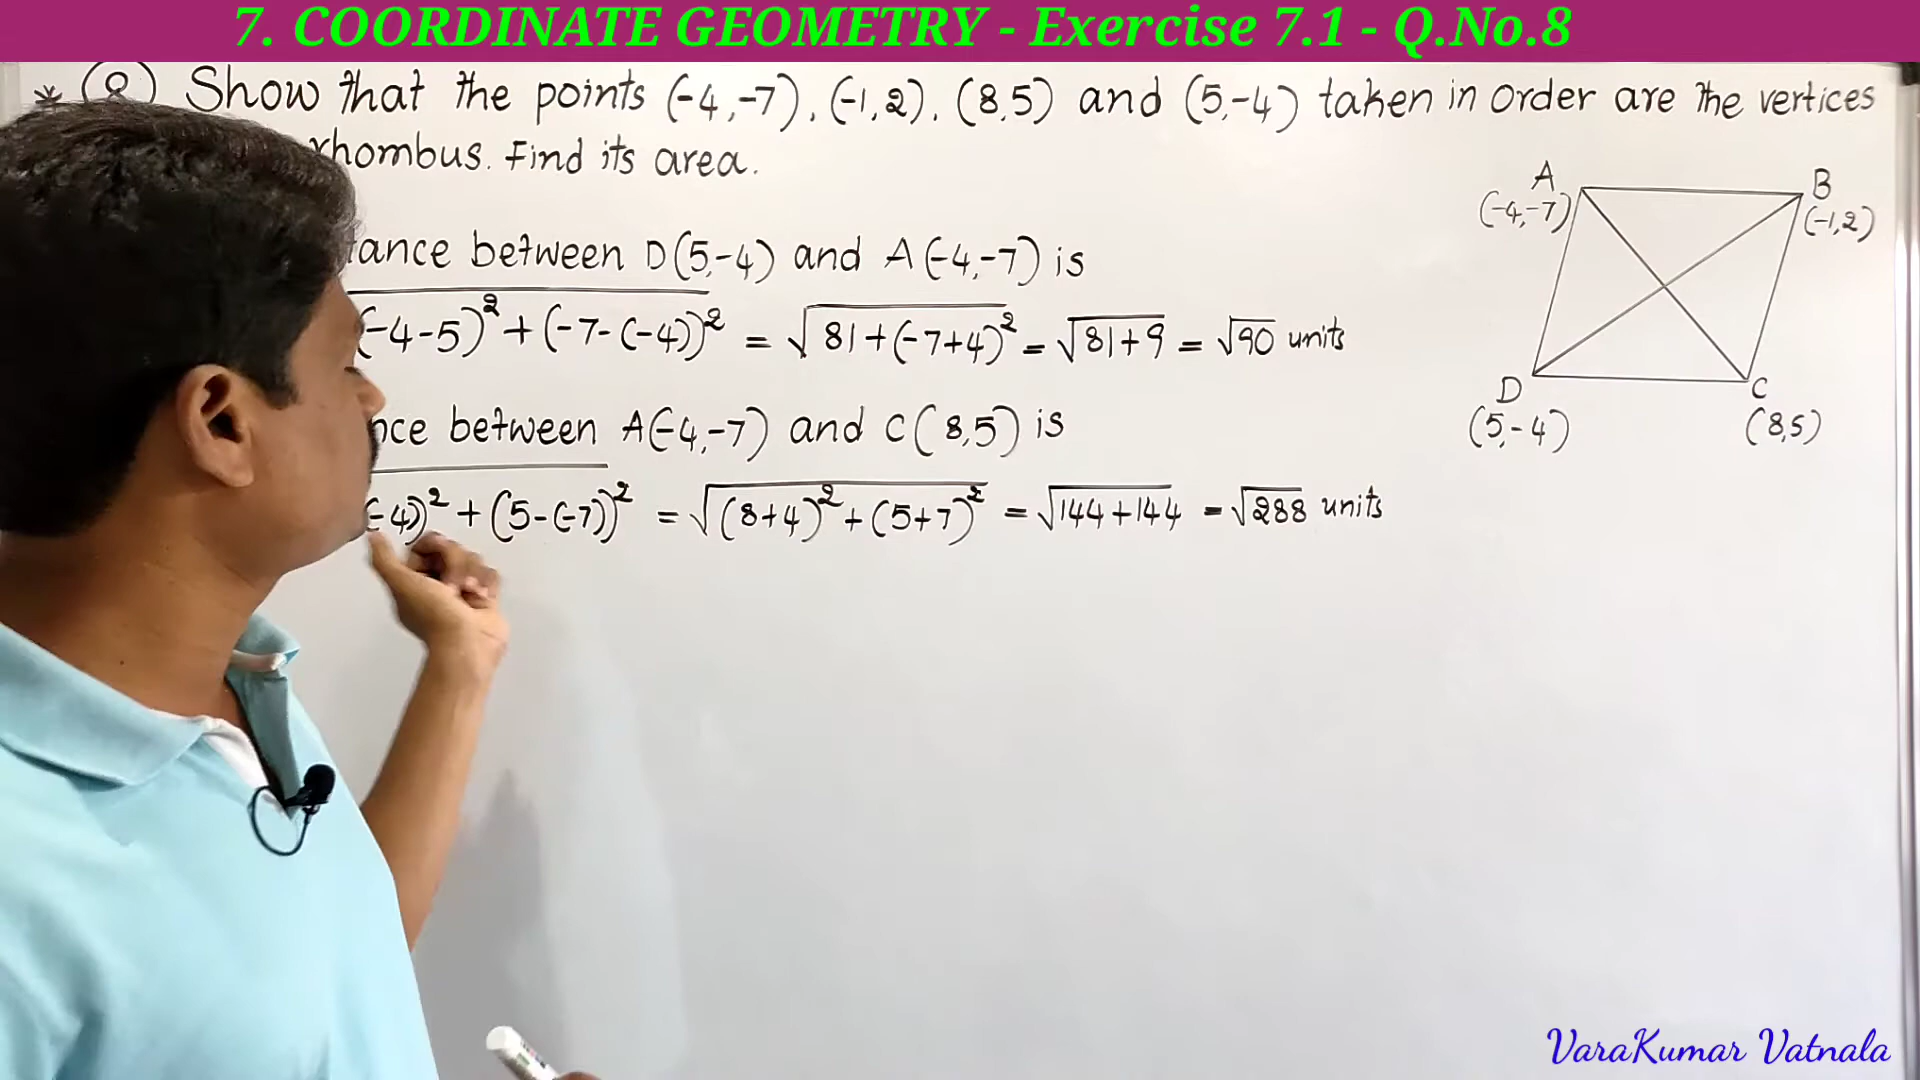 7. COORDINATE GEOMETRY - Exercise 7.1 - Q.No.8
* 8 Show that the points (-4,-7), (-1,2), (8,5) and (5,-4) taken in order are the vertices
rhombus. Find its area.
A
(-4,-7)
B
(-1,2)
D
(5,-4)
C
(8,5)
between D(5,-4) and A(-4,-7) is
(-4-5)² + (-7-(-4))² = √81+(-7+4)² = √81+9 = √90 units
between A(-4,-7) and C(8,5) is
(-4))² + (5-(-7))² = √(8+4)² + (5+7)² = √144+144 = √288 units
VaraKumar Vatnala